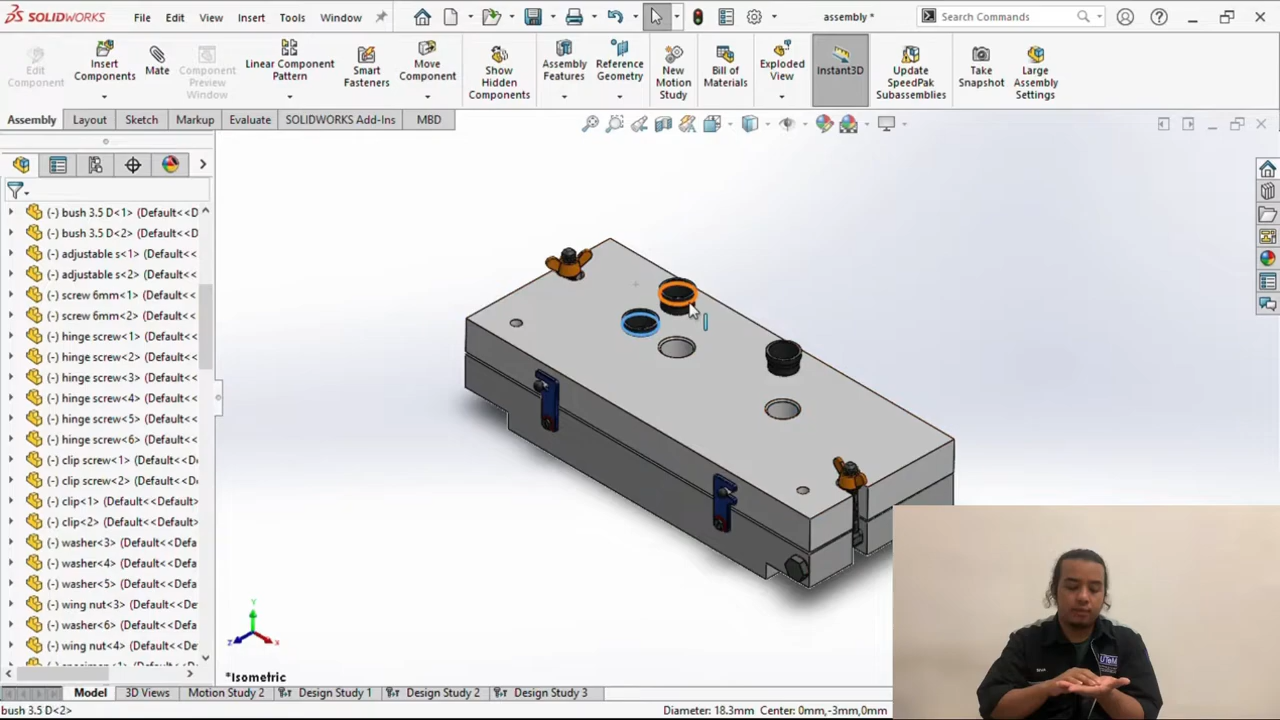 SOLIDWORKS File Edit View Insert Tools Window assembly * Search Commands
Edit Component Insert Components Mate Component Preview Window Linear Component Pattern Smart Fasteners Move Component Show Hidden Components Assembly Features Reference Geometry New Motion Study Bill of Materials Exploded View Instant3D Update SpeedPak Subassemblies Take Snapshot Large Assembly Settings
Assembly Layout Sketch Markup Evaluate SOLIDWORKS Add-Ins MBD
(-) bush 3.5 D<1> (Default<<D
(-) bush 3.5 D<2> (Default<<D
(-) adjustable s<1> (Default<<
(-) adjustable s<2> (Default<<
(-) screw 6mm<1> (Default<<
(-) screw 6mm<2> (Default<<
(-) hinge screw<1> (Default<<
(-) hinge screw<2> (Default<<
(-) hinge screw<3> (Default<<
(-) hinge screw<4> (Default<<
(-) hinge screw<5> (Default<<
(-) hinge screw<6> (Default<<
(-) clip screw<1> (Default<<D
(-) clip screw<2> (Default<<D
(-) clip<1> (Default<<Default
(-) clip<2> (Default<<Default
(-) washer<3> (Default<<Defa
(-) washer<4> (Default<<Defa
(-) washer<5> (Default<<Defa
(-) wing nut<3> (Default<<De
(-) washer<6> (Default<<Defa
(-) wing nut<4> (Default<<De
Y
Z X
*Isometric
Model 3D Views Motion Study 2 Design Study 1 Design Study 2 Design Study 3
bush 3.5 D<2> Diameter: 18.3mm Center: 0mm,-3mm,0mm
UTeM